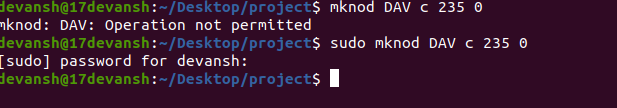 devansh@17devansh:~/Desktop/project$ mknod DAV c 235 0
mknod: DAV: Operation not permitted
devansh@17devansh:~/Desktop/project$ sudo mknod DAV c 235 0
[sudo] password for devansh:
devansh@17devansh:~/Desktop/project$